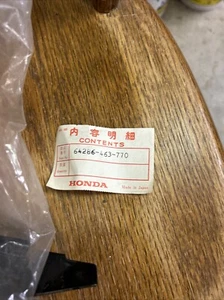 内容明細
CONTENTS
64266-463-770
HONDA
Made in Japan